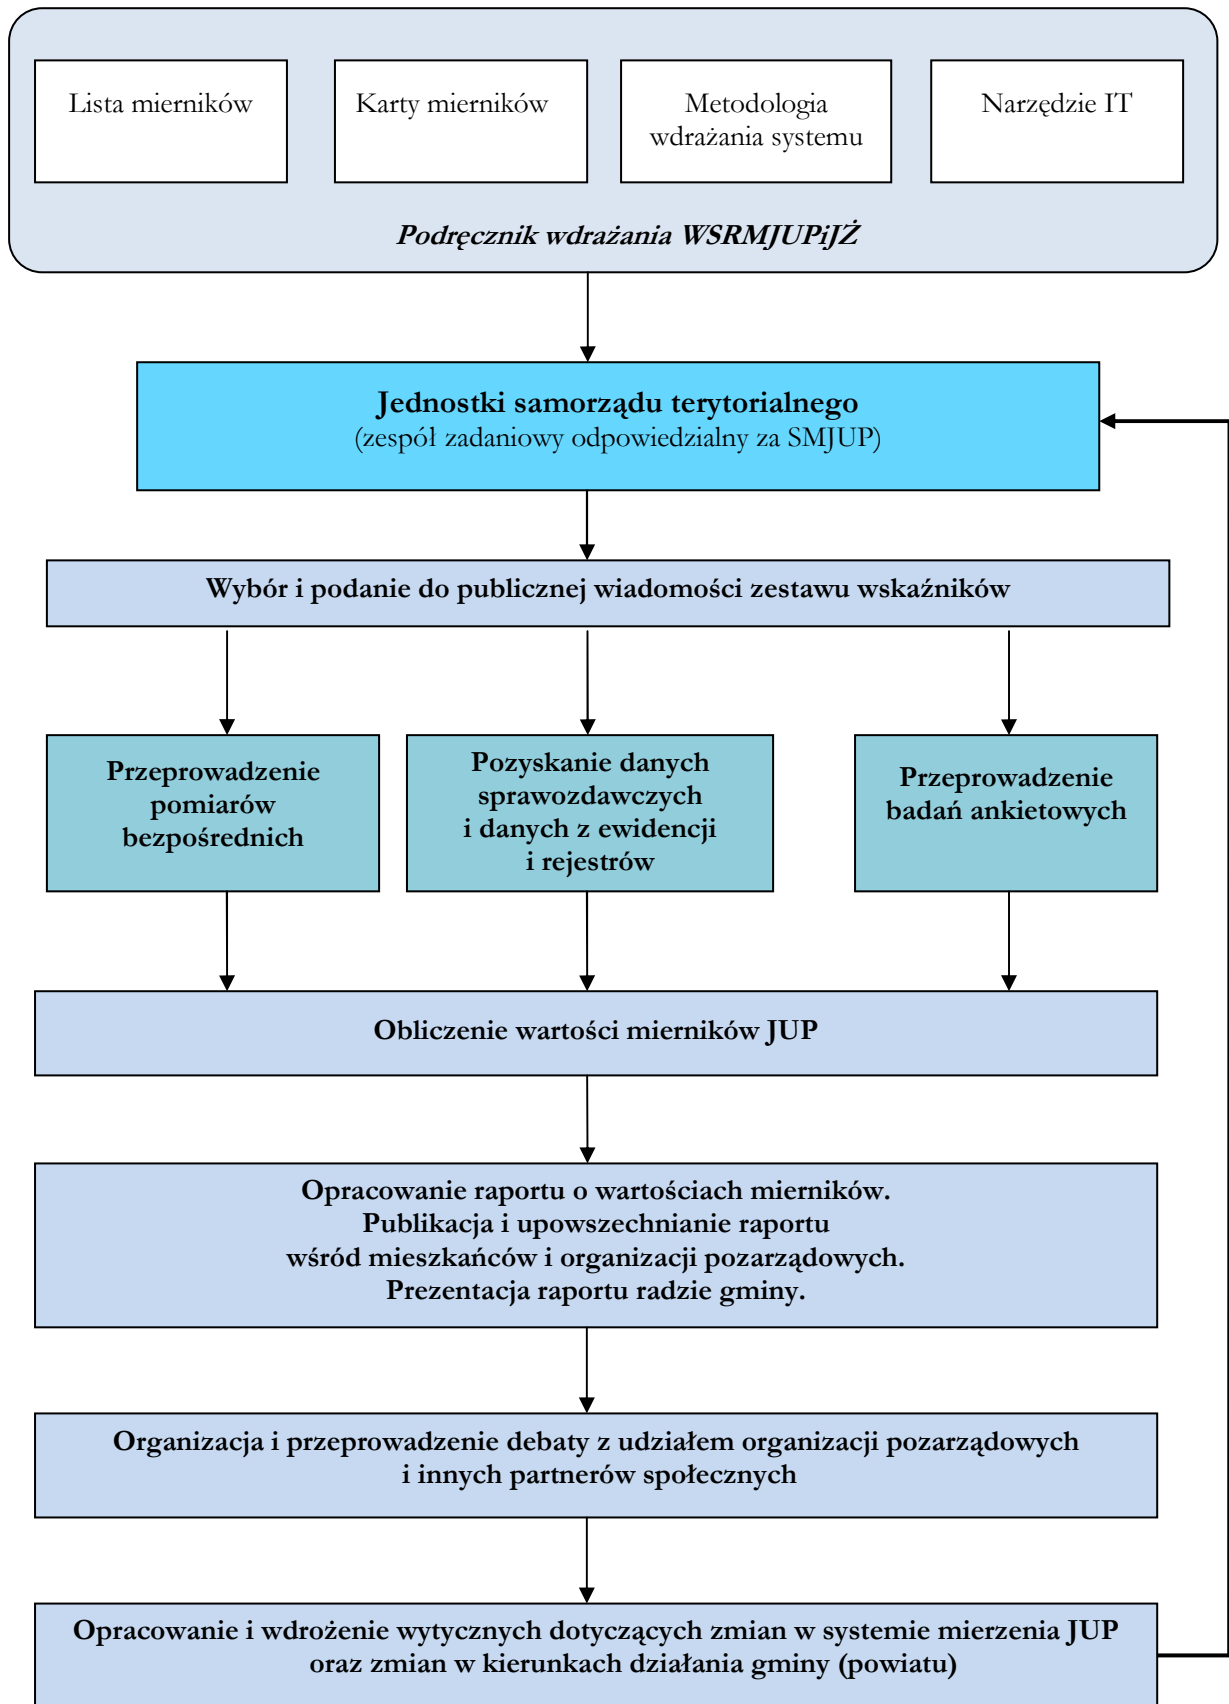 Lista mierników
Karty mierników
Metodologia
wdrażania systemu
Narzędzie IT
Podręcznik wdrażania WSRMJUPiJŻ
Jednostki samorządu terytorialnego
(zespół zadaniowy odpowiedzialny za SMJUP)
Wybór i podanie do publicznej wiadomości zestawu wskaźników
Przeprowadzenie
pomiarów
bezpośrednich
Pozyskanie danych
sprawozdawczych
i danych z ewidencji
i rejestrów
Przeprowadzenie
badań ankietowych
Obliczenie wartości mierników JUP
Opracowanie raportu o wartościach mierników.
Publikacja i upowszechnianie raportu
wśród mieszkańców i organizacji pozarządowych.
Prezentacja raportu radzie gminy.
Organizacja i przeprowadzenie debaty z udziałem organizacji pozarządowych
i innych partnerów społecznych
Opracowanie i wdrożenie wytycznych dotyczących zmian w systemie mierzenia JUP
oraz zmian w kierunkach działania gminy (powiatu)